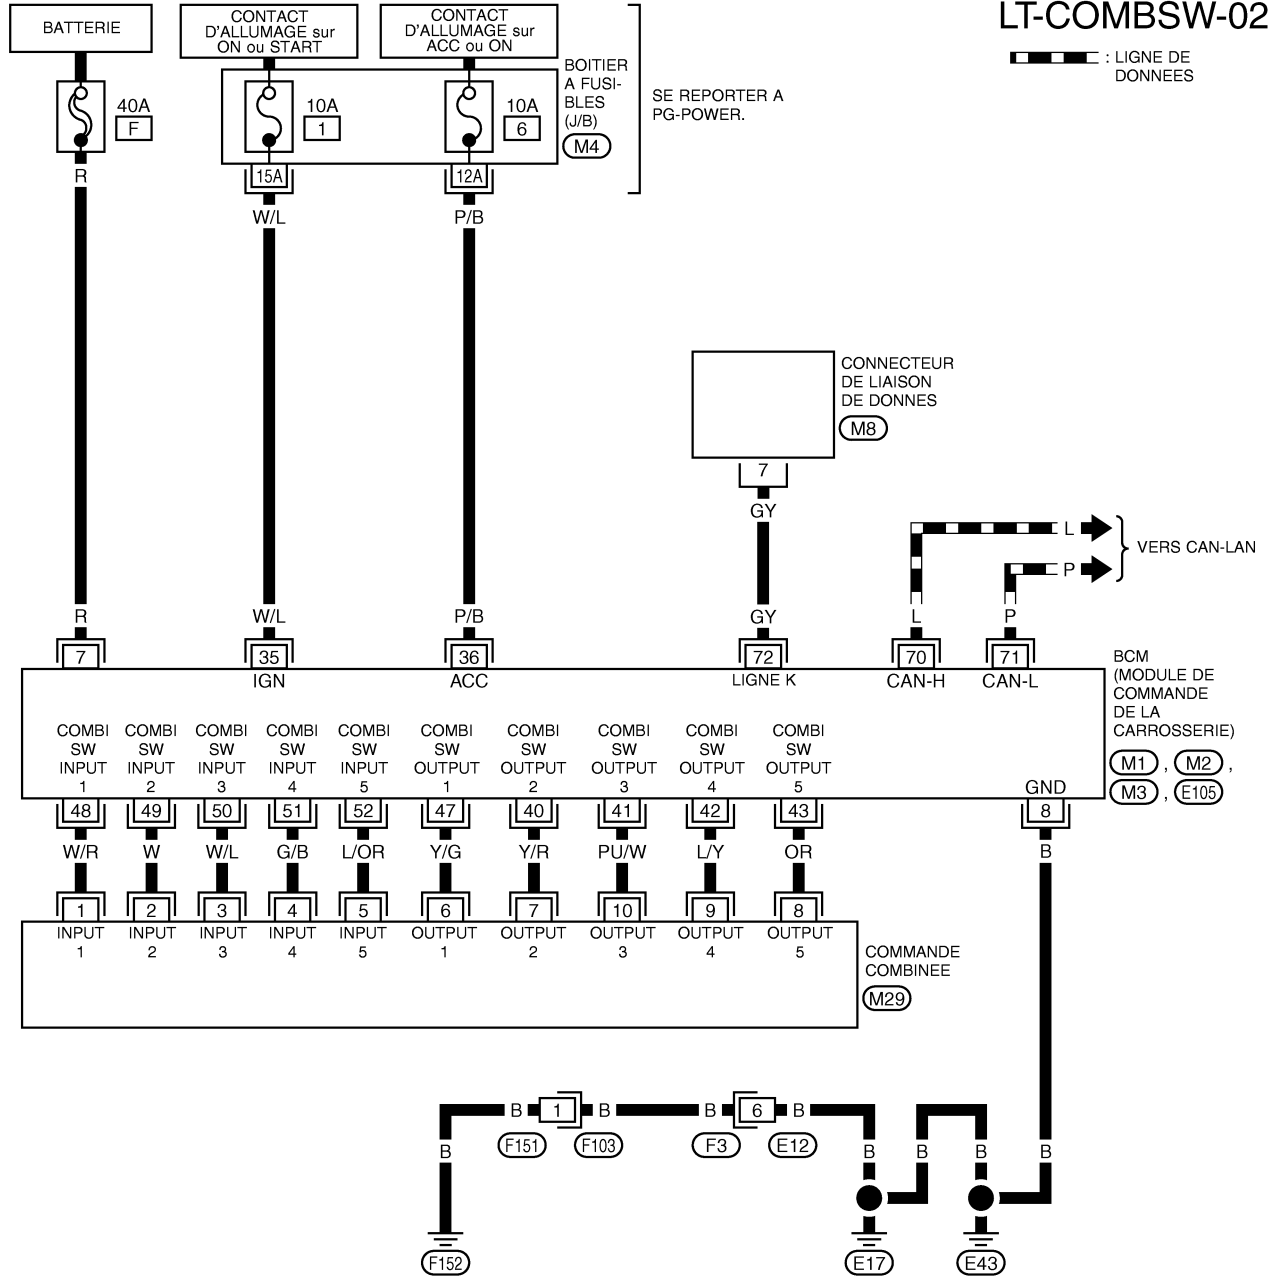 LT-COMBSW-02
: LIGNE DE
DONNEES
BATTERIE
CONTACT
D'ALLUMAGE sur
ON ou START
CONTACT
D'ALLUMAGE sur
ACC ou ON
BOITIER
A FUSI-
BLES
(J/B)
M4
SE REPORTER A
PG-POWER.
40A
F
10A
1
10A
6
15A
12A
R
W/L
P/B
CONNECTEUR
DE LIAISON
DE DONNES
M8
7
GY
L
P
VERS CAN-LAN
R
W/L
P/B
GY
L
P
7
35
36
72
70
71
IGN
ACC
LIGNE K
CAN-H
CAN-L
BCM
(MODULE DE
COMMANDE
DE LA
CARROSSERIE)
M1 , M2 ,
M3 , E105
COMBI
SW
INPUT
1
COMBI
SW
INPUT
2
COMBI
SW
INPUT
3
COMBI
SW
INPUT
4
COMBI
SW
INPUT
5
COMBI
SW
OUTPUT
1
COMBI
SW
OUTPUT
2
COMBI
SW
OUTPUT
3
COMBI
SW
OUTPUT
4
COMBI
SW
OUTPUT
5
GND
48
49
50
51
52
47
40
41
42
43
8
W/R
W
W/L
G/B
L/OR
Y/G
Y/R
PU/W
L/Y
OR
B
1
2
3
4
5
6
7
10
9
8
INPUT
1
INPUT
2
INPUT
3
INPUT
4
INPUT
5
OUTPUT
1
OUTPUT
2
OUTPUT
3
OUTPUT
4
OUTPUT
5
COMMANDE
COMBINEE
M29
B
1
B
B
6
B
F151
F103
F3
E12
B
B
B
B
B
F152
E17
E43